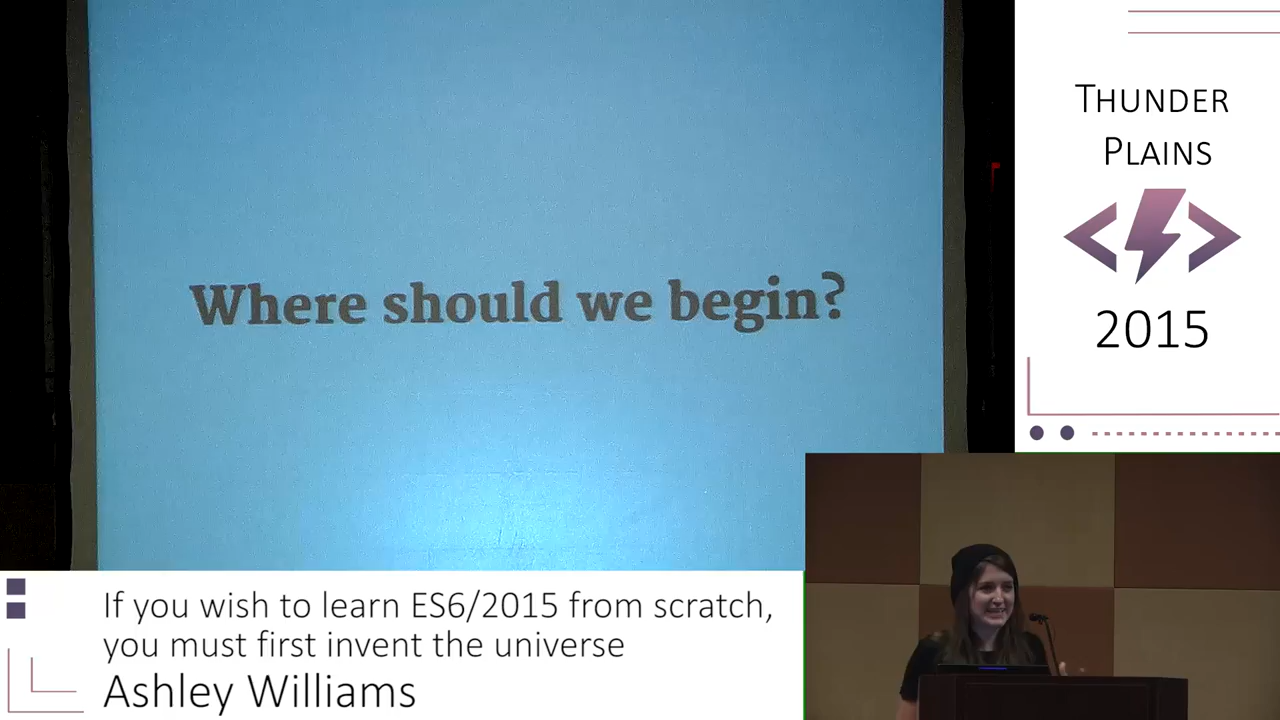 Where should we begin?
THUNDER
PLAINS
2015
If you wish to learn ES6/2015 from scratch,
you must first invent the universe
Ashley Williams